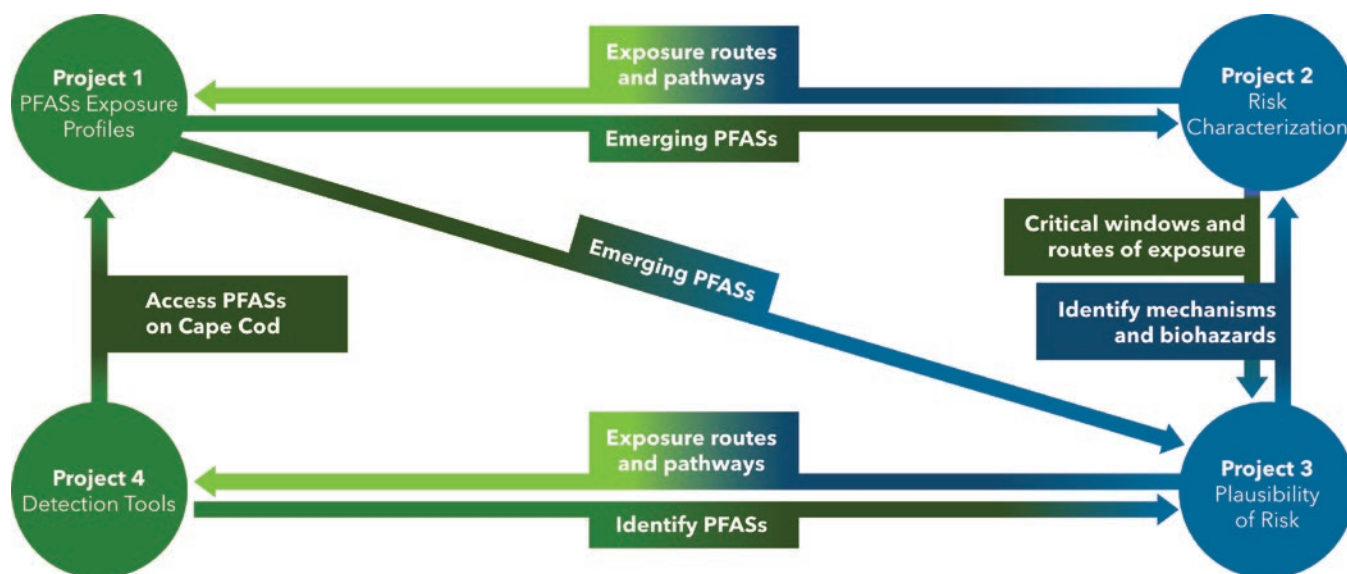 Project 1
PFASs Exposure
Profiles
Exposure routes
and pathways
Emerging PFASs
Project 2
Risk
Characterization
Emerging PFASs
Critical windows and
routes of exposure
Identify mechanisms
and biohazards
Access PFASs
on Cape Cod
Project 4
Detection Tools
Exposure routes
and pathways
Identify PFASs
Project 3
Plausibility
of Risk